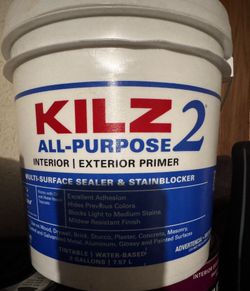 KILZ 2
ALL-PURPOSE
INTERIOR | EXTERIOR PRIMER
MULTI-SURFACE SEALER & STAINBLOCKER
Excellent Adhesion
Hides Previous Colors
Blocks Light to Medium Stains
Mildew Resistant Finish
Wood, Drywall, Brick, Stucco, Plaster, Concrete, Masonry,
Galvanized Metal, Aluminum, Glossy and Painted Surfaces
TINTABLE | WATER-BASED
2 GALLONS | 7.57 L